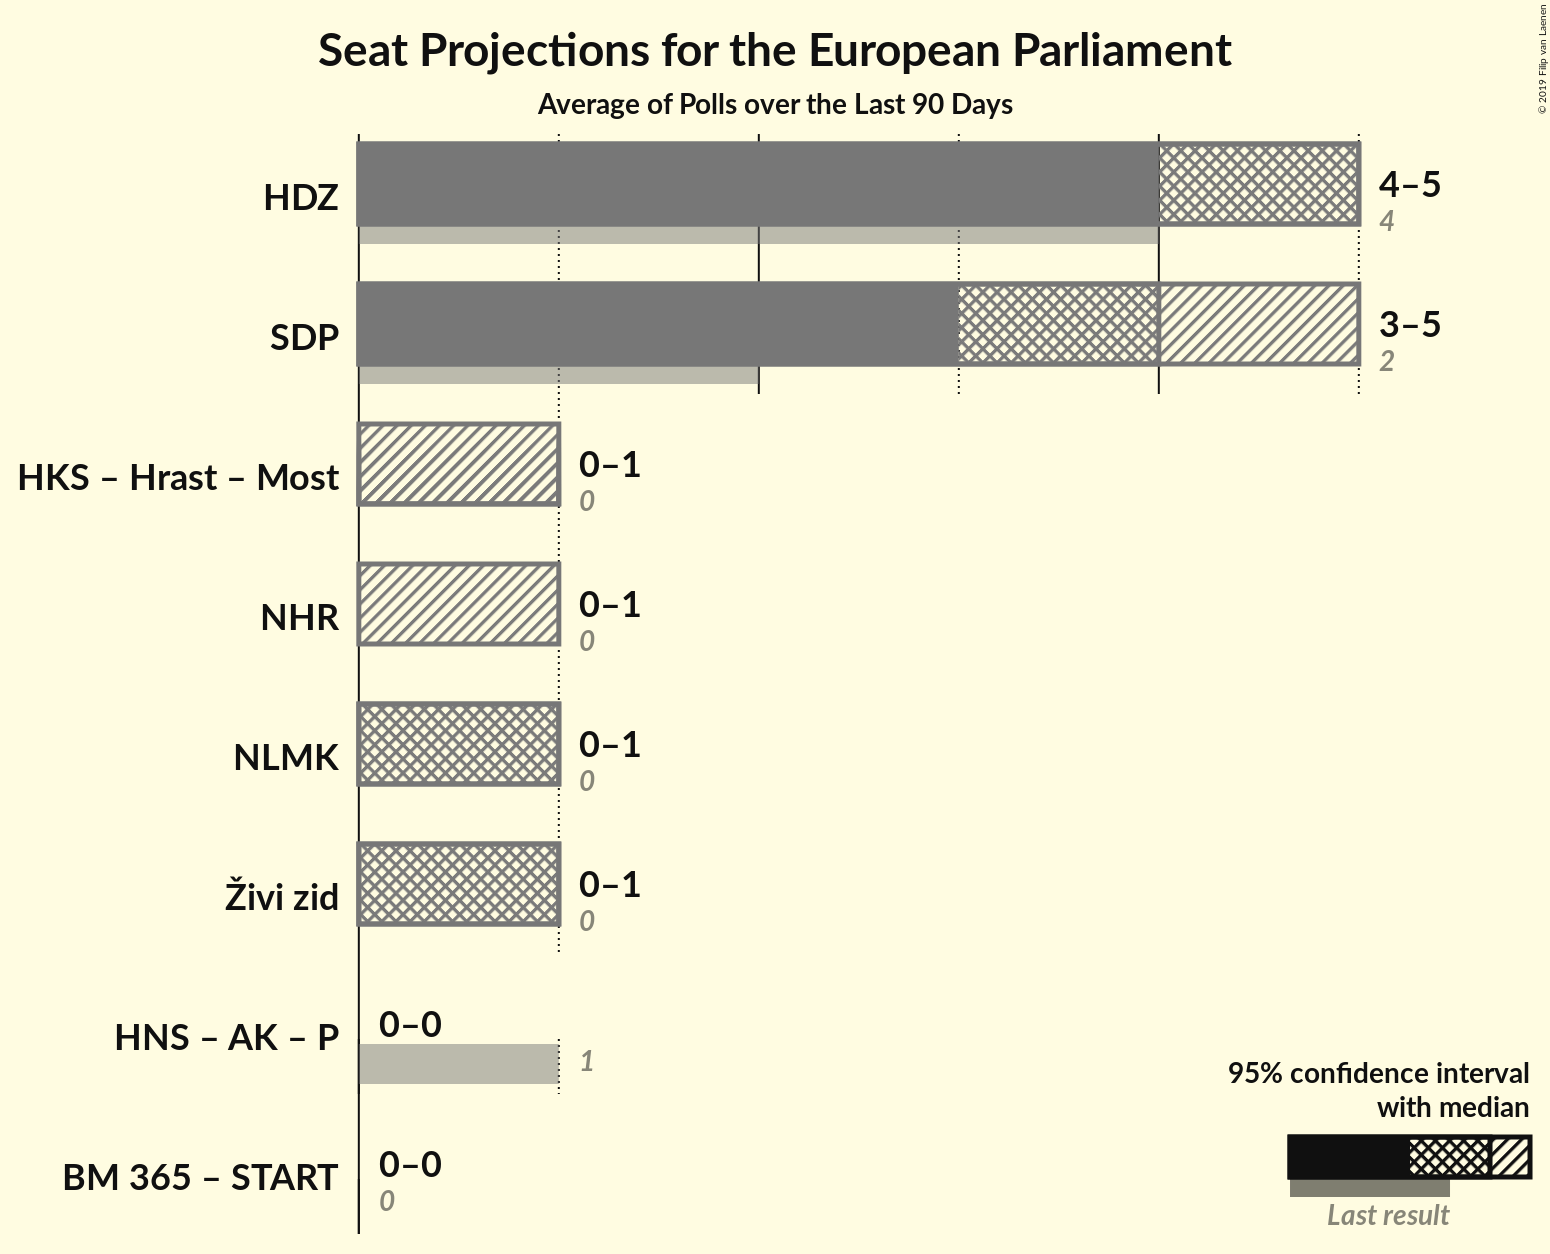 Seat Projections for the European Parliament
Average of Polls over the Last 90 Days
© 2019 Filip van Laenen
HDZ
4–5
4
SDP
3–5
2
HKS – Hrast – Most
0–1
0
NHR
0–1
0
NLMK
0–1
0
Živi zid
0–1
0
HNS – AK – P
0–0
1
BM 365 – START
0–0
0
95% confidence interval
with median
Last result